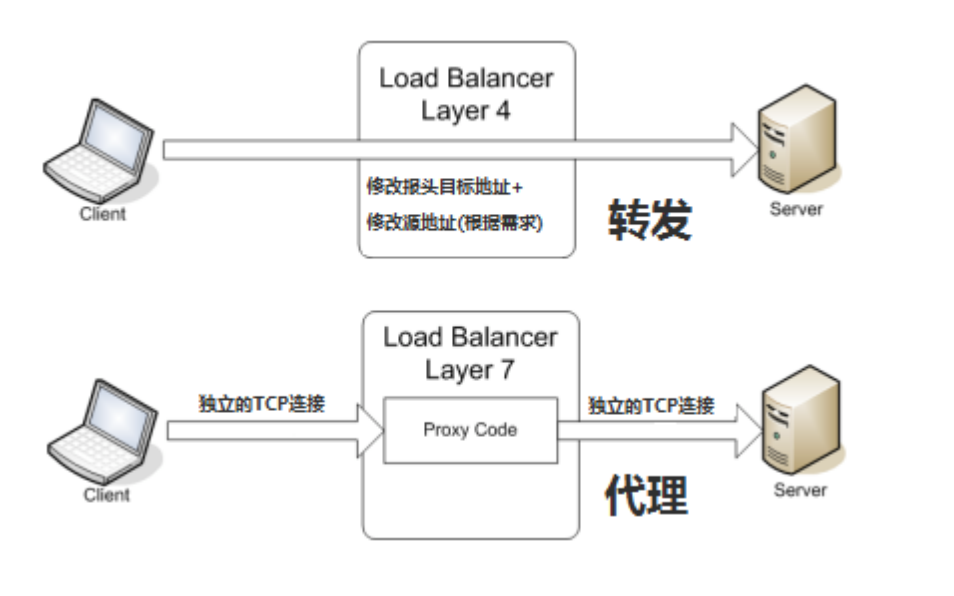 Load Balancer
Layer 4
修改报头目标地址+
修改源地址(根据需求)
Client
转发
Server
Load Balancer
Layer 7
独立的TCP连接
Proxy Code
独立的TCP连接
Client
代理
Server